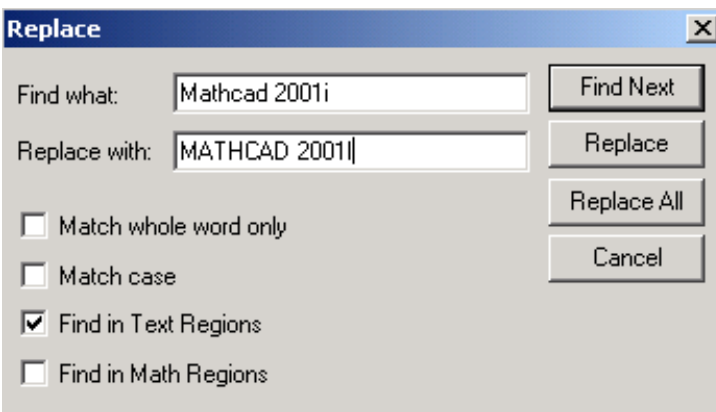 Replace
Find what: Mathcad 2001i Find Next
Replace with: MATHCAD 2001I Replace
Replace All
Match whole word only
Cancel
Match case
Find in Text Regions
Find in Math Regions